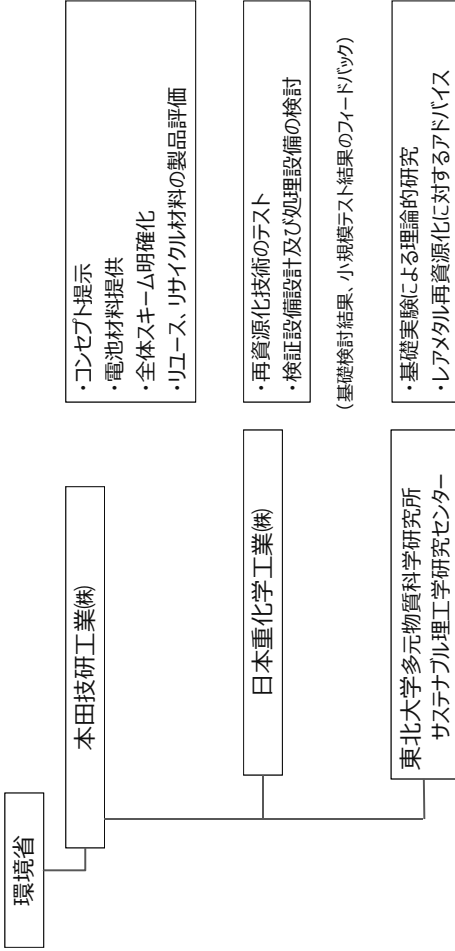 環境省
本田技研工業㈱
・コンセプト提示
・電池材料提供
・全体スキーム明確化
・リユース、リサイクル材料の製品評価
日本重化学工業㈱
・再資源化技術のテスト
・検証設備設計及び処理設備の検討
（基礎検討結果、小規模テスト結果のフィードバック）
東北大学多元物質科学研究所
サステナブル理工学研究センター
・基礎実験による理論的研究
・レアメタル再資源化に対するアドバイス